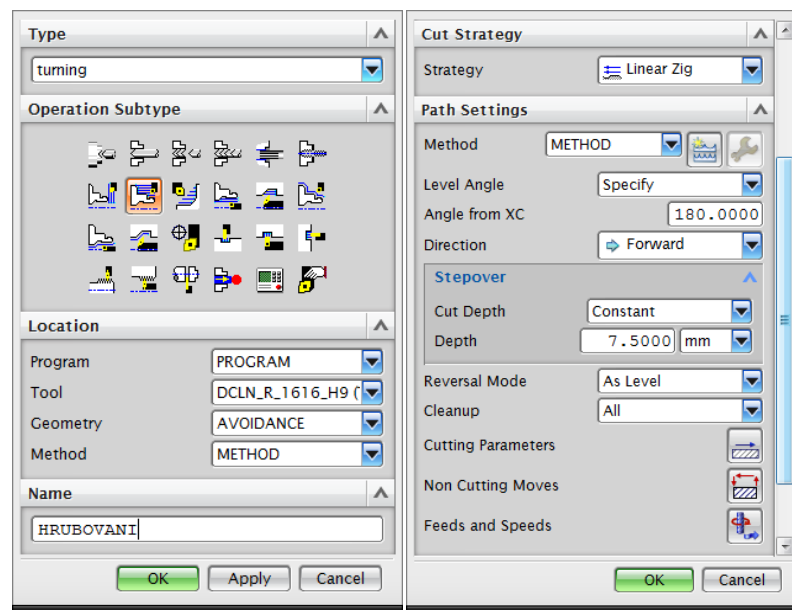 Type
turning
Operation Subtype
Location
Program PROGRAM
Tool DCLN_R_1616_H9 (
Geometry AVOIDANCE
Method METHOD
Name
HRUBOVANI
OK Apply Cancel
Cut Strategy
Strategy Linear Zig
Path Settings
Method METHOD
Level Angle Specify
Angle from XC 180.0000
Direction Forward
Stepover
Cut Depth Constant
Depth 7.5000 mm
Reversal Mode As Level
Cleanup All
Cutting Parameters
Non Cutting Moves
Feeds and Speeds
OK Cancel